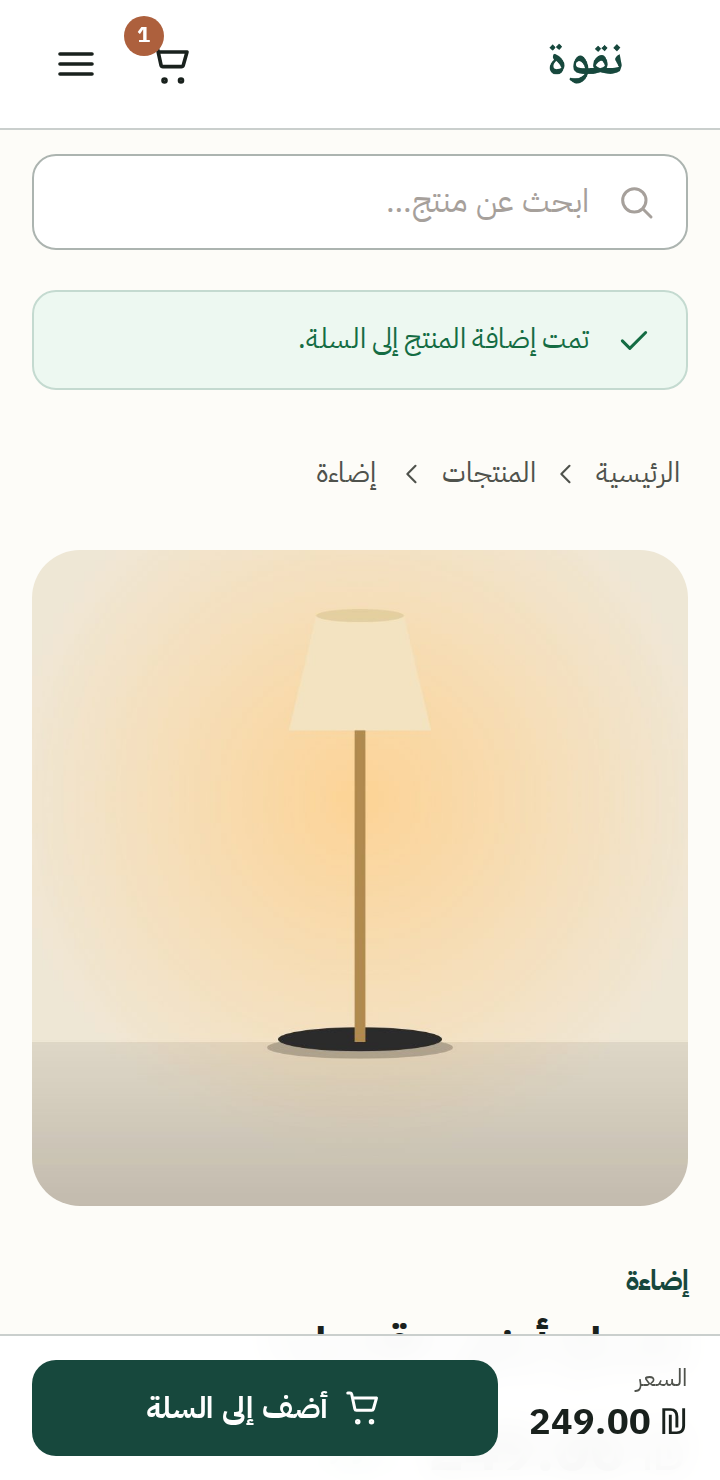 نقوة
1
ابحث عن منتج...
تمت إضافة المنتج إلى السلة.
الرئيسية
المنتجات
إضاءة
إضاءة
السعر
₪ 249.00
أضف إلى السلة